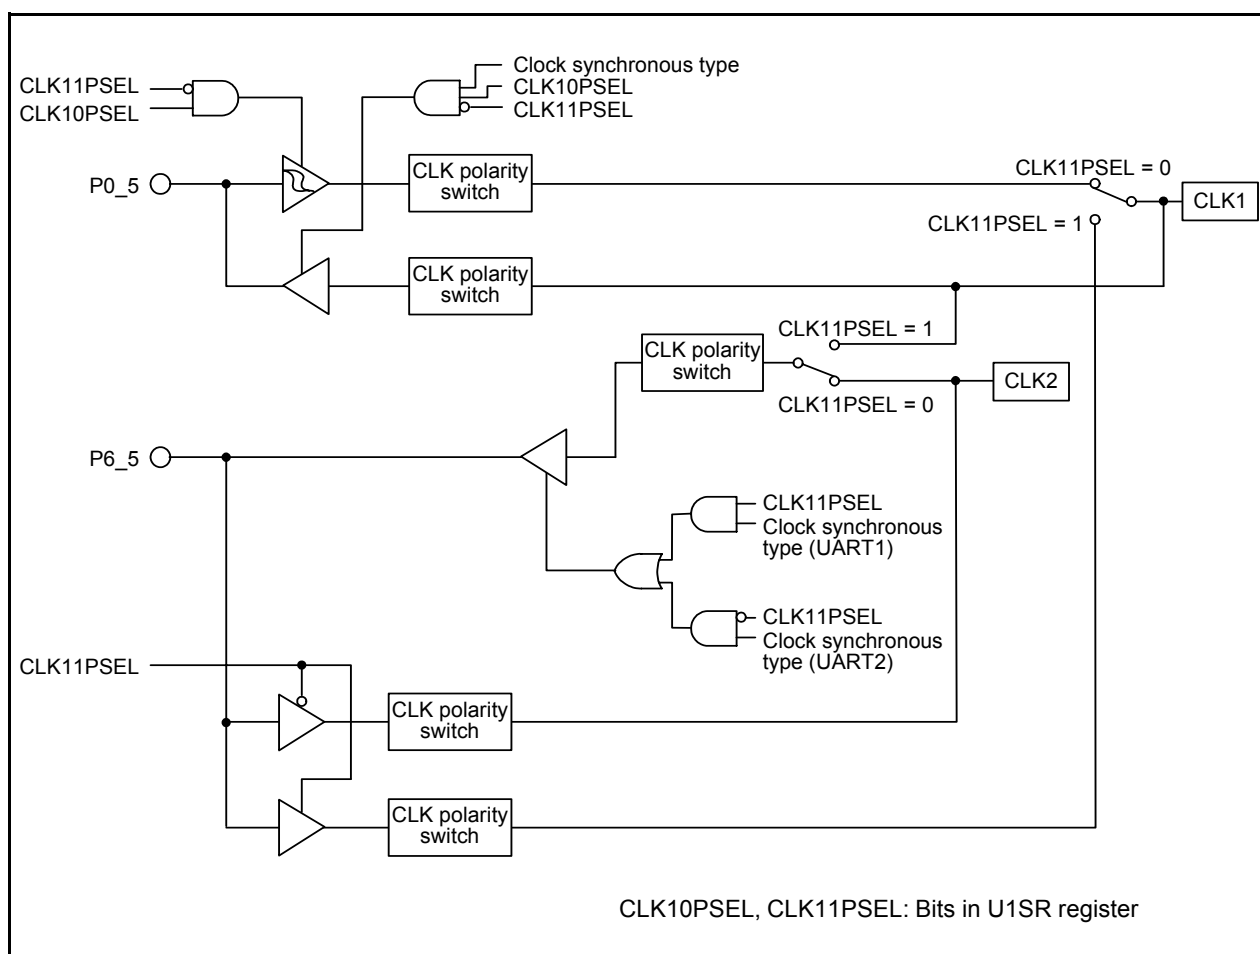 Clock synchronous type
CLK11PSEL
CLK10PSEL
CLK10PSEL
CLK11PSEL
P0_5
CLK polarity
switch
CLK11PSEL = 0
CLK1
CLK11PSEL = 1
CLK polarity
switch
CLK11PSEL = 1
CLK polarity
switch
CLK2
CLK11PSEL = 0
P6_5
CLK11PSEL
Clock synchronous
type (UART1)
CLK11PSEL
Clock synchronous
type (UART2)
CLK11PSEL
CLK polarity
switch
CLK polarity
switch
CLK10PSEL, CLK11PSEL: Bits in U1SR register